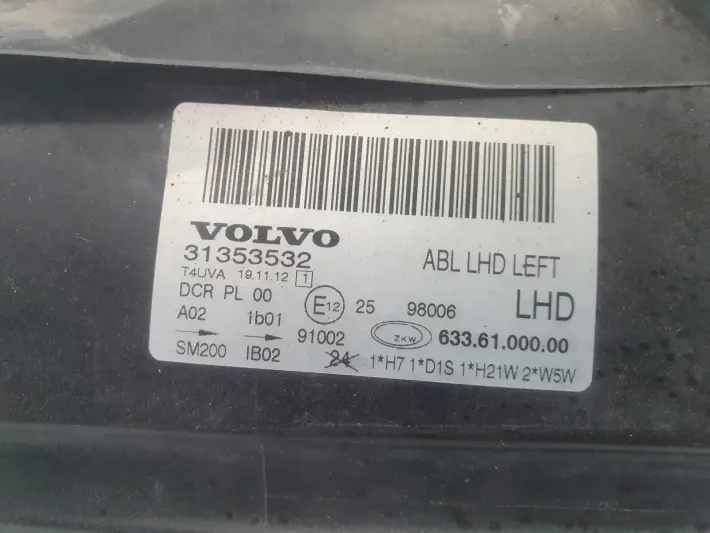 VOLVO
31353532 ABL LHD LEFT
T4UVA 19.11.12 1
DCR PL 00 E12 25 98006 LHD
A02 1b01 91002 ZKW 633.61.000.00
SM200 IB02 24 1*H7 1*D1S 1*H21W 2*W5W